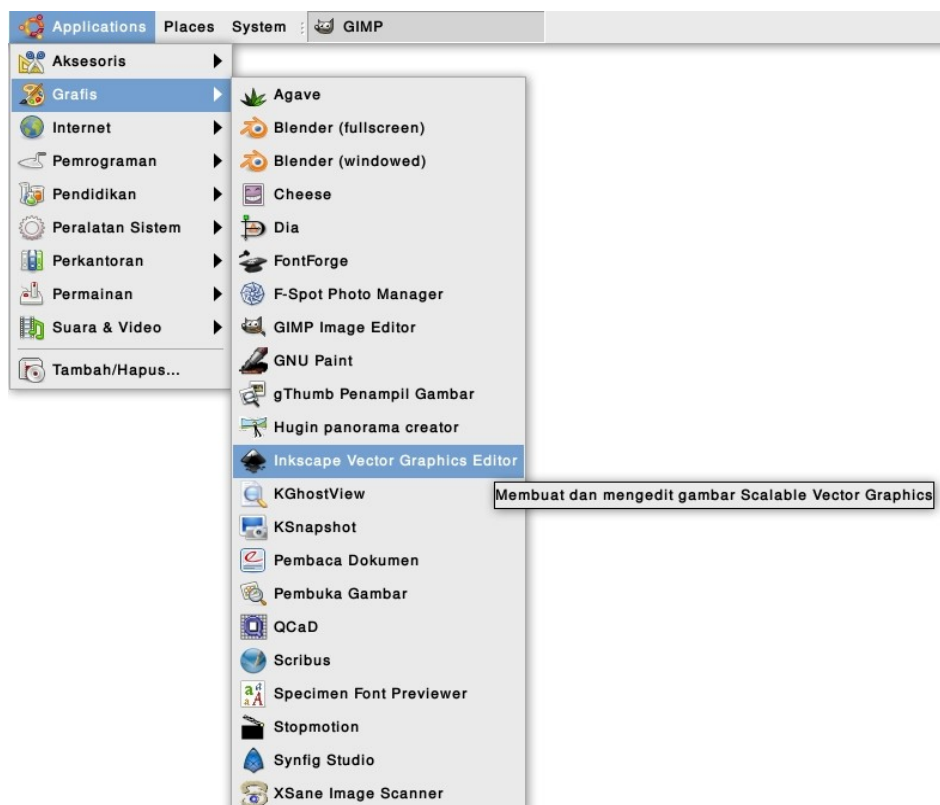 Applications Places System GIMP
Aksesoris
Grafis
Internet
Pemrograman
Pendidikan
Peralatan Sistem
Perkantoran
Permainan
Suara & Video
Tambah/Hapus...
Agave
Blender (fullscreen)
Blender (windowed)
Cheese
Dia
FontForge
F-Spot Photo Manager
GIMP Image Editor
GNU Paint
gThumb Penampil Gambar
Hugin panorama creator
Inkscape Vector Graphics Editor
KGhostView
Membuat dan mengedit gambar Scalable Vector Graphics
KSnapshot
Pembaca Dokumen
Pembuka Gambar
QCaD
Scribus
Specimen Font Previewer
Stopmotion
Synfig Studio
XSane Image Scanner